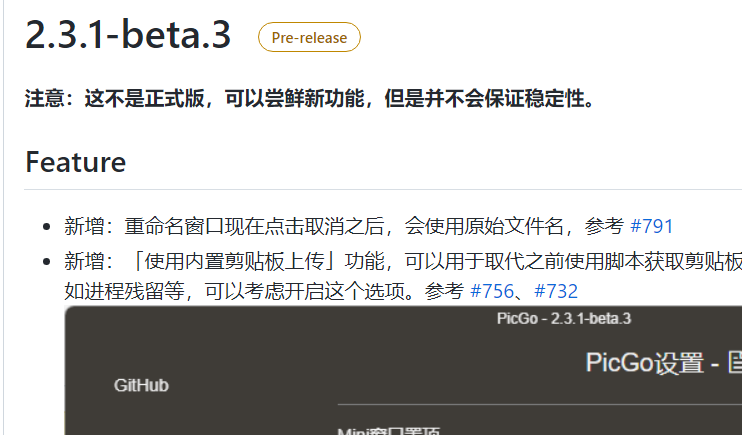 2.3.1-beta.3 Pre-release
注意：这不是正式版，可以尝鲜新功能，但是并不会保证稳定性。
Feature
新增：重命名窗口现在点击取消之后，会使用原始文件名，参考 #791
新增：「使用内置剪贴板上传」功能，可以用于取代之前使用脚本获取剪贴板
如进程残留等，可以考虑开启这个选项。参考 #756、#732
PicGo - 2.3.1-beta.3
PicGo设置 -
GitHub
Mini窗口置顶